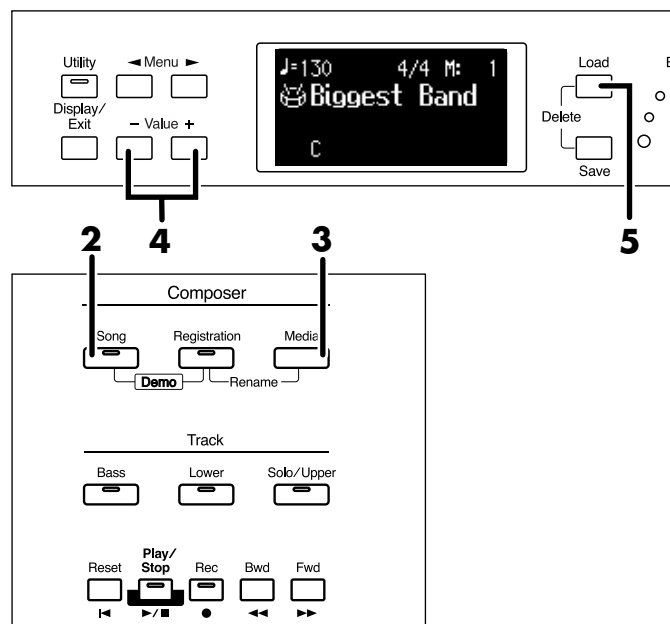 Utility
◄ Menu ►
Display/
Exit
– Value +
♩=130 4/4 M: 1
Biggest Band
C
Load
Delete
Save
E
2
4
3
5
Composer
Song
Registration
Media
Demo
Rename
Track
Bass
Lower
Solo/Upper
Play/
Reset
Stop
Rec
Bwd
Fwd